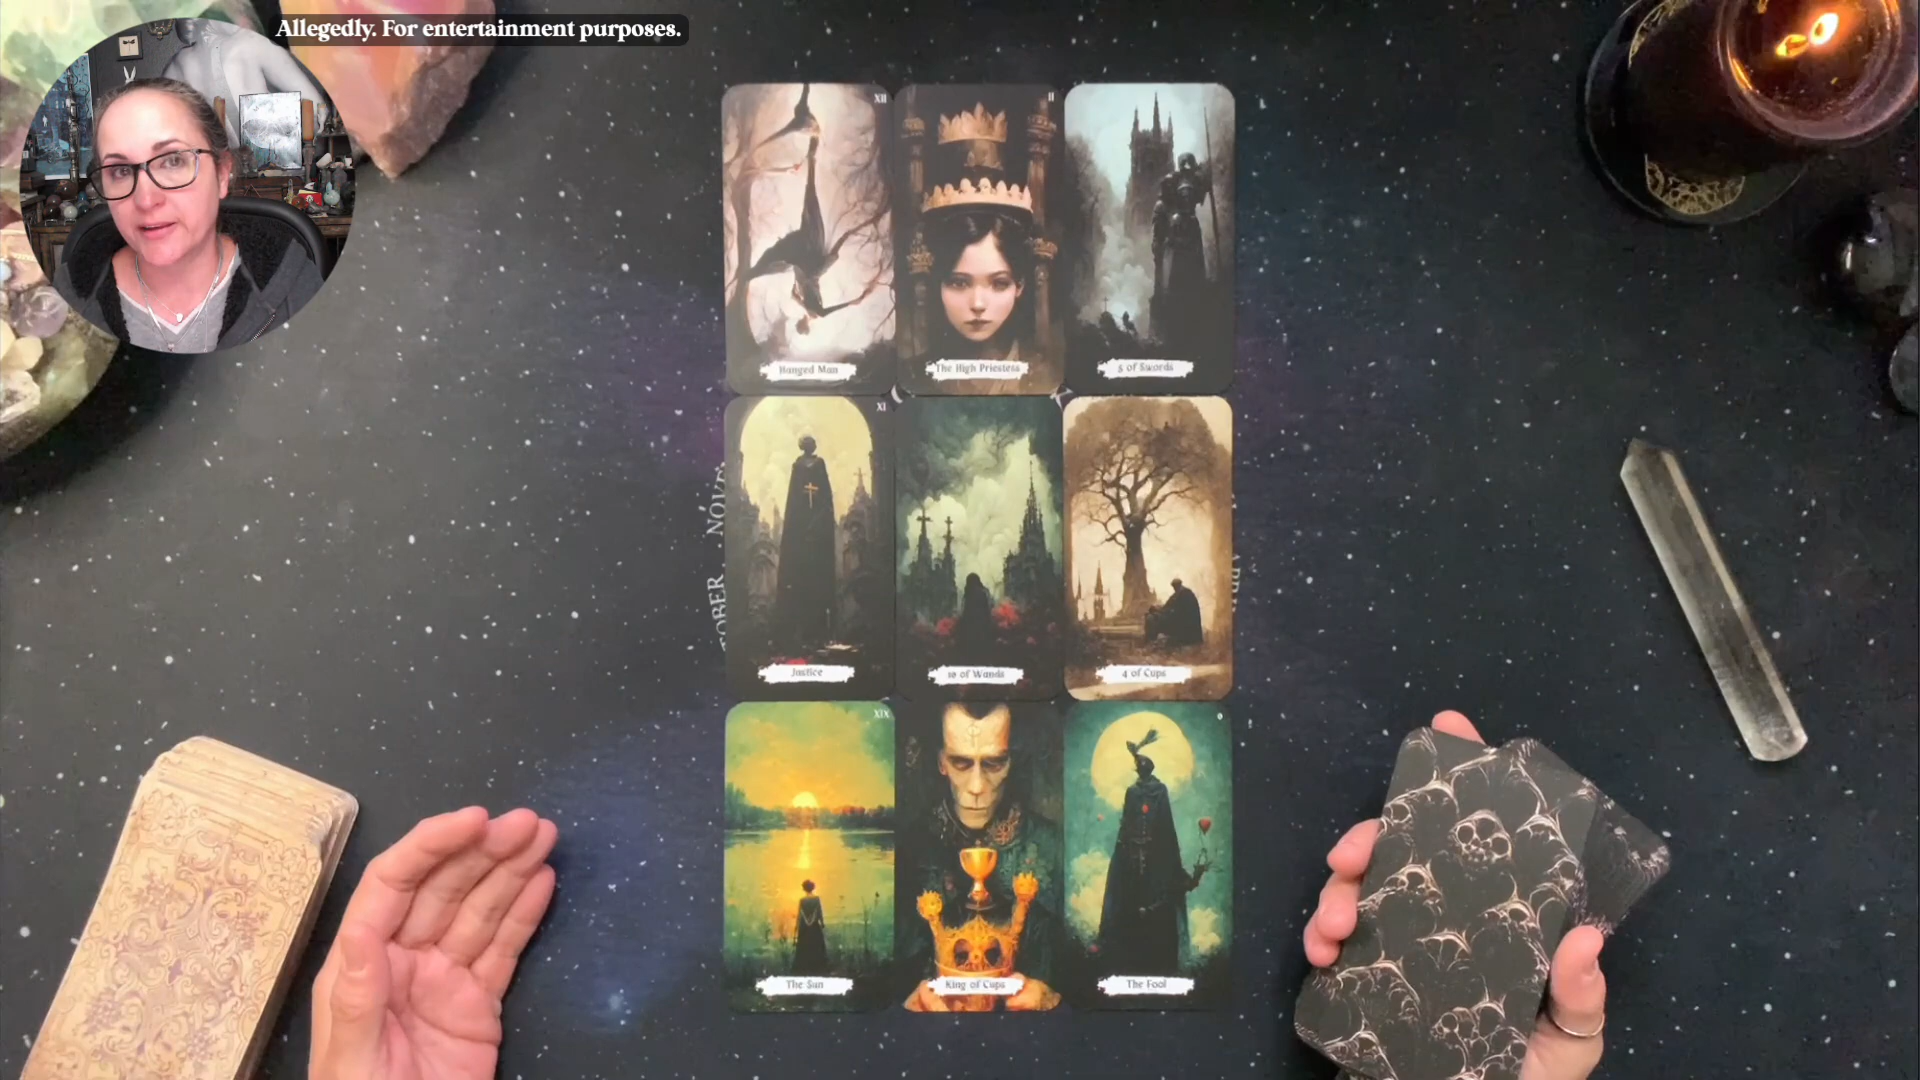 Allegedly. For entertainment purposes.
XII
II
Hanged Man
The High Priestess
5 of Swords
XI
Justice
10 of Wands
4 of Cups
XIX
0
The Sun
King of Cups
The Fool